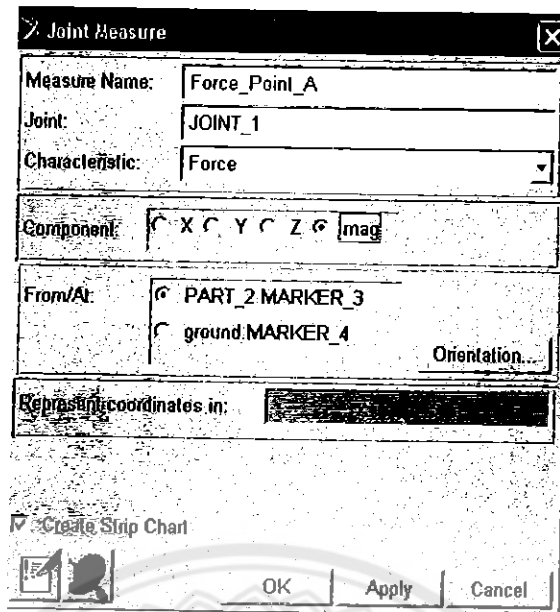 Joint Measure
Measure Name: Force_Point_A
Joint: JOINT_1
Characteristic: Force
Component: X Y Z mag
From/At: PART_2.MARKER_3
ground.MARKER_4
Orientation...
Represent coordinates in:
Create Strip Chart
OK Apply Cancel